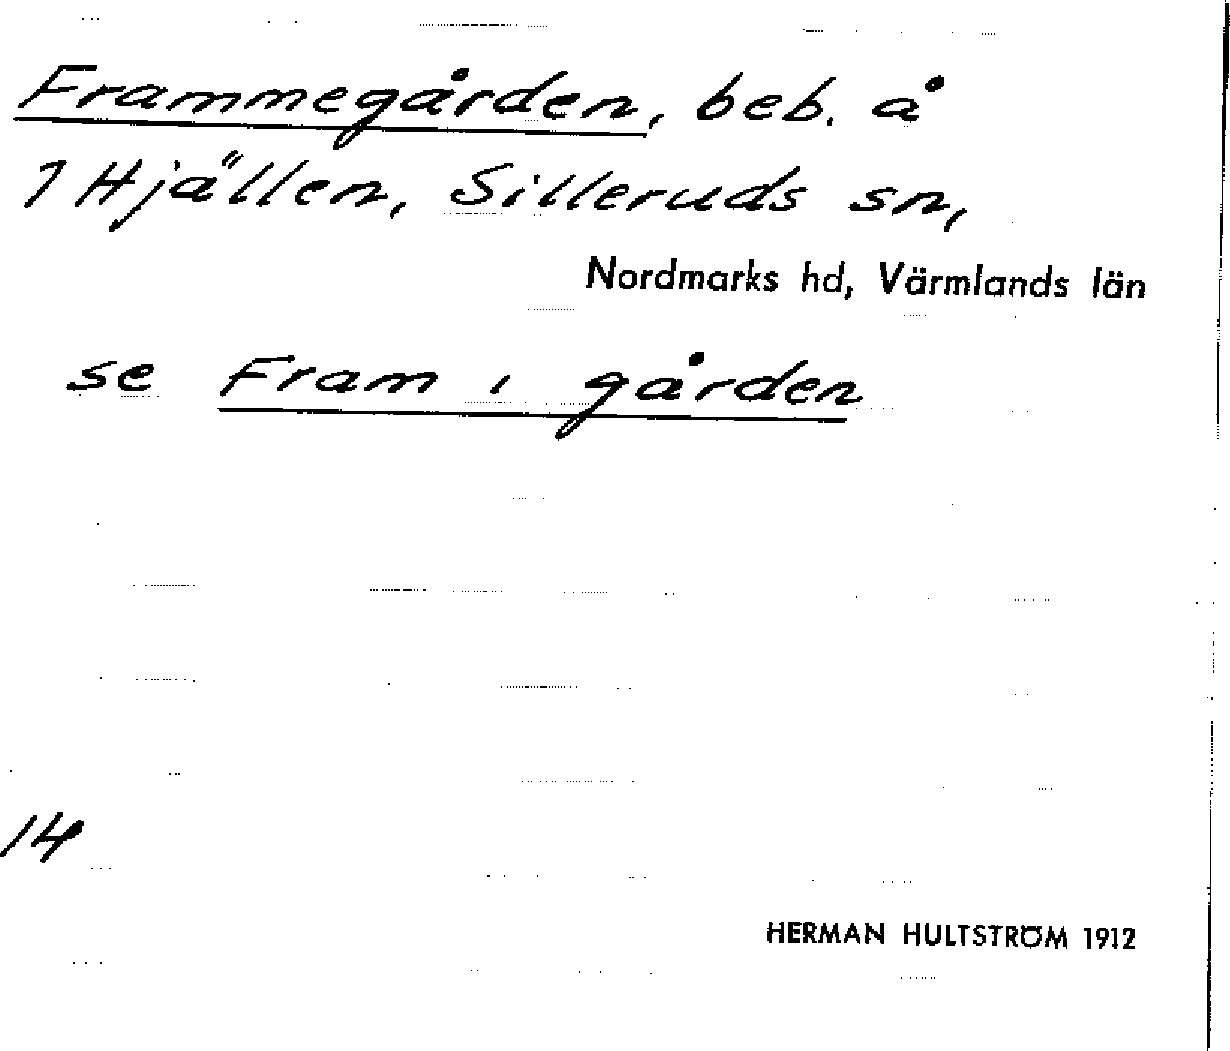 Frammegården, beb. å
1 Hjällen, Silleruds sn,
Nordmarks hd, Värmlands län
se Fram i gården
14
HERMAN HULTSTRÖM 1912